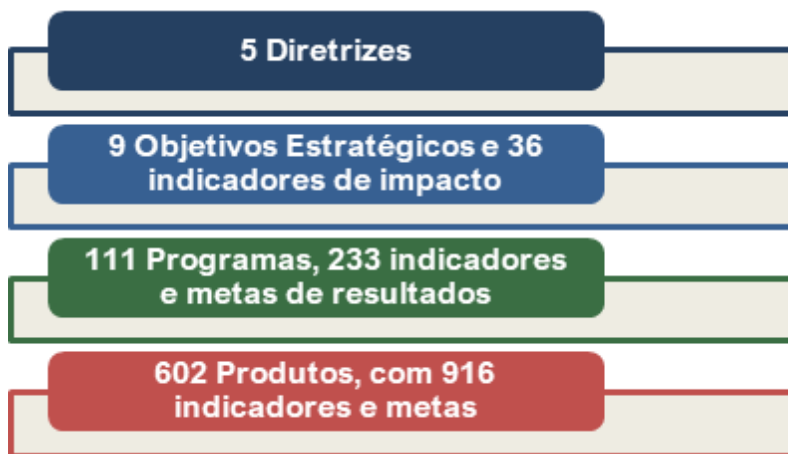 5 Diretrizes
9 Objetivos Estratégicos e 36
indicadores de impacto
111 Programas, 233 indicadores
e metas de resultados
602 Produtos, com 916
indicadores e metas